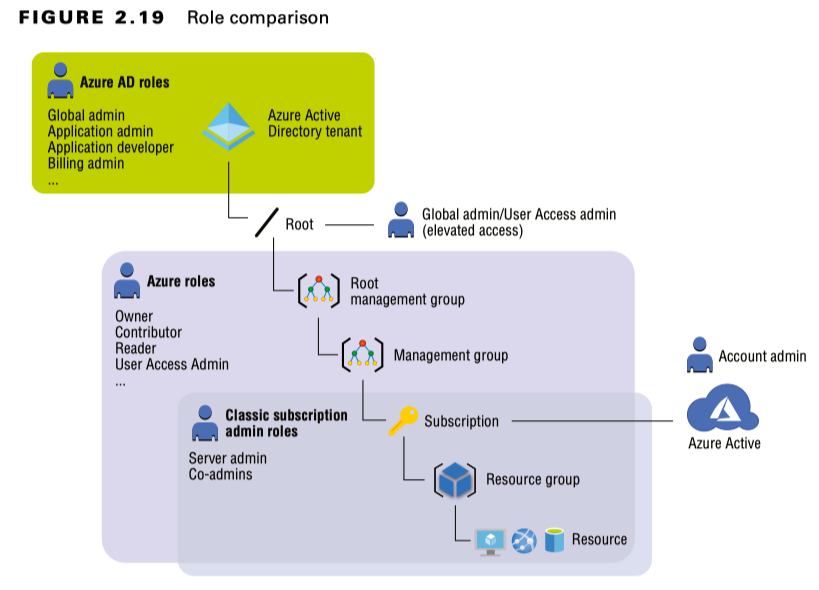 FIGURE 2.19 Role comparison
Azure AD roles
Global admin
Application admin
Application developer
Billing admin
...
Azure Active
Directory tenant
Root
Global admin/User Access admin
(elevated access)
Azure roles
Owner
Contributor
Reader
User Access Admin
...
Root
management group
Management group
Account admin
Classic subscription
admin roles
Server admin
Co-admins
Subscription
Azure Active
Resource group
Resource